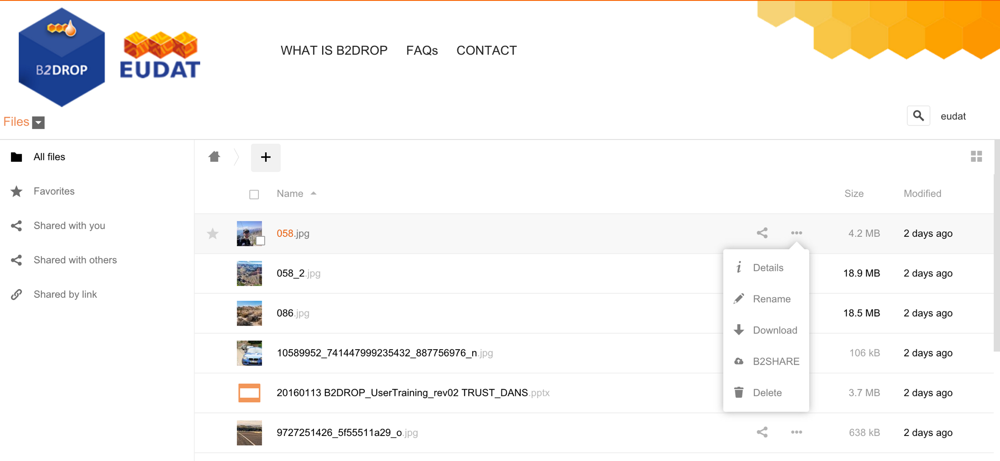 B2DROP
EUDAT
WHAT IS B2DROP FAQs CONTACT
Files
eudat
All files
Favorites
Shared with you
Shared with others
Shared by link
Name Size Modified
058.jpg 4.2 MB 2 days ago
058_2.jpg 18.9 MB 2 days ago
086.jpg 18.5 MB 2 days ago
10589952_741447999235432_887756976_n.jpg 106 kB 2 days ago
20160113 B2DROP_UserTraining_rev02 TRUST_DANS.pptx 3.7 MB 2 days ago
9727251426_5f55511a29_o.jpg 638 kB 2 days ago
Details
Rename
Download
B2SHARE
Delete